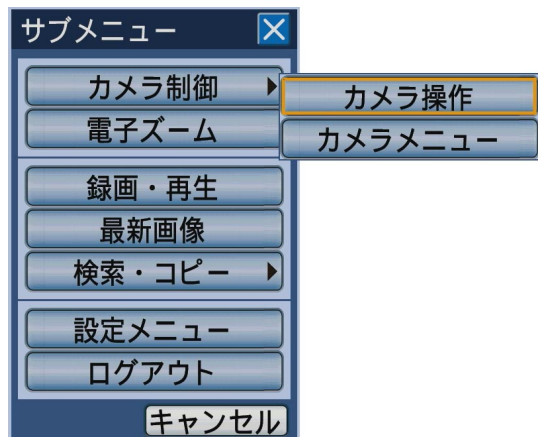 サブメニュー
カメラ制御
カメラ操作
電子ズーム
カメラメニュー
録画・再生
最新画像
検索・コピー
設定メニュー
ログアウト
キャンセル